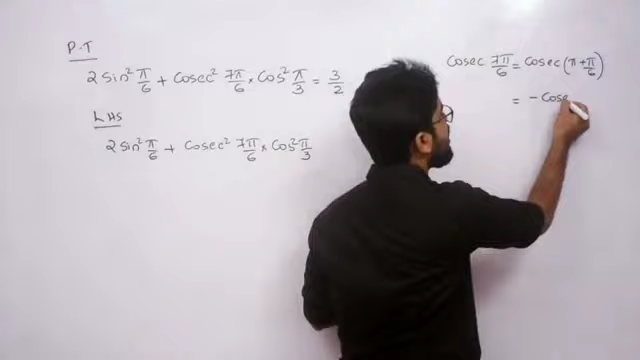 P.T
2 sin² π/6 + Cosec² 7π/6 × Cos² π/3 = 3/2
LHS
2 sin² π/6 + Cosec² 7π/6 × Cos² π/3
Cosec 7π/6 = Cosec (π + π/6)
= - Cose